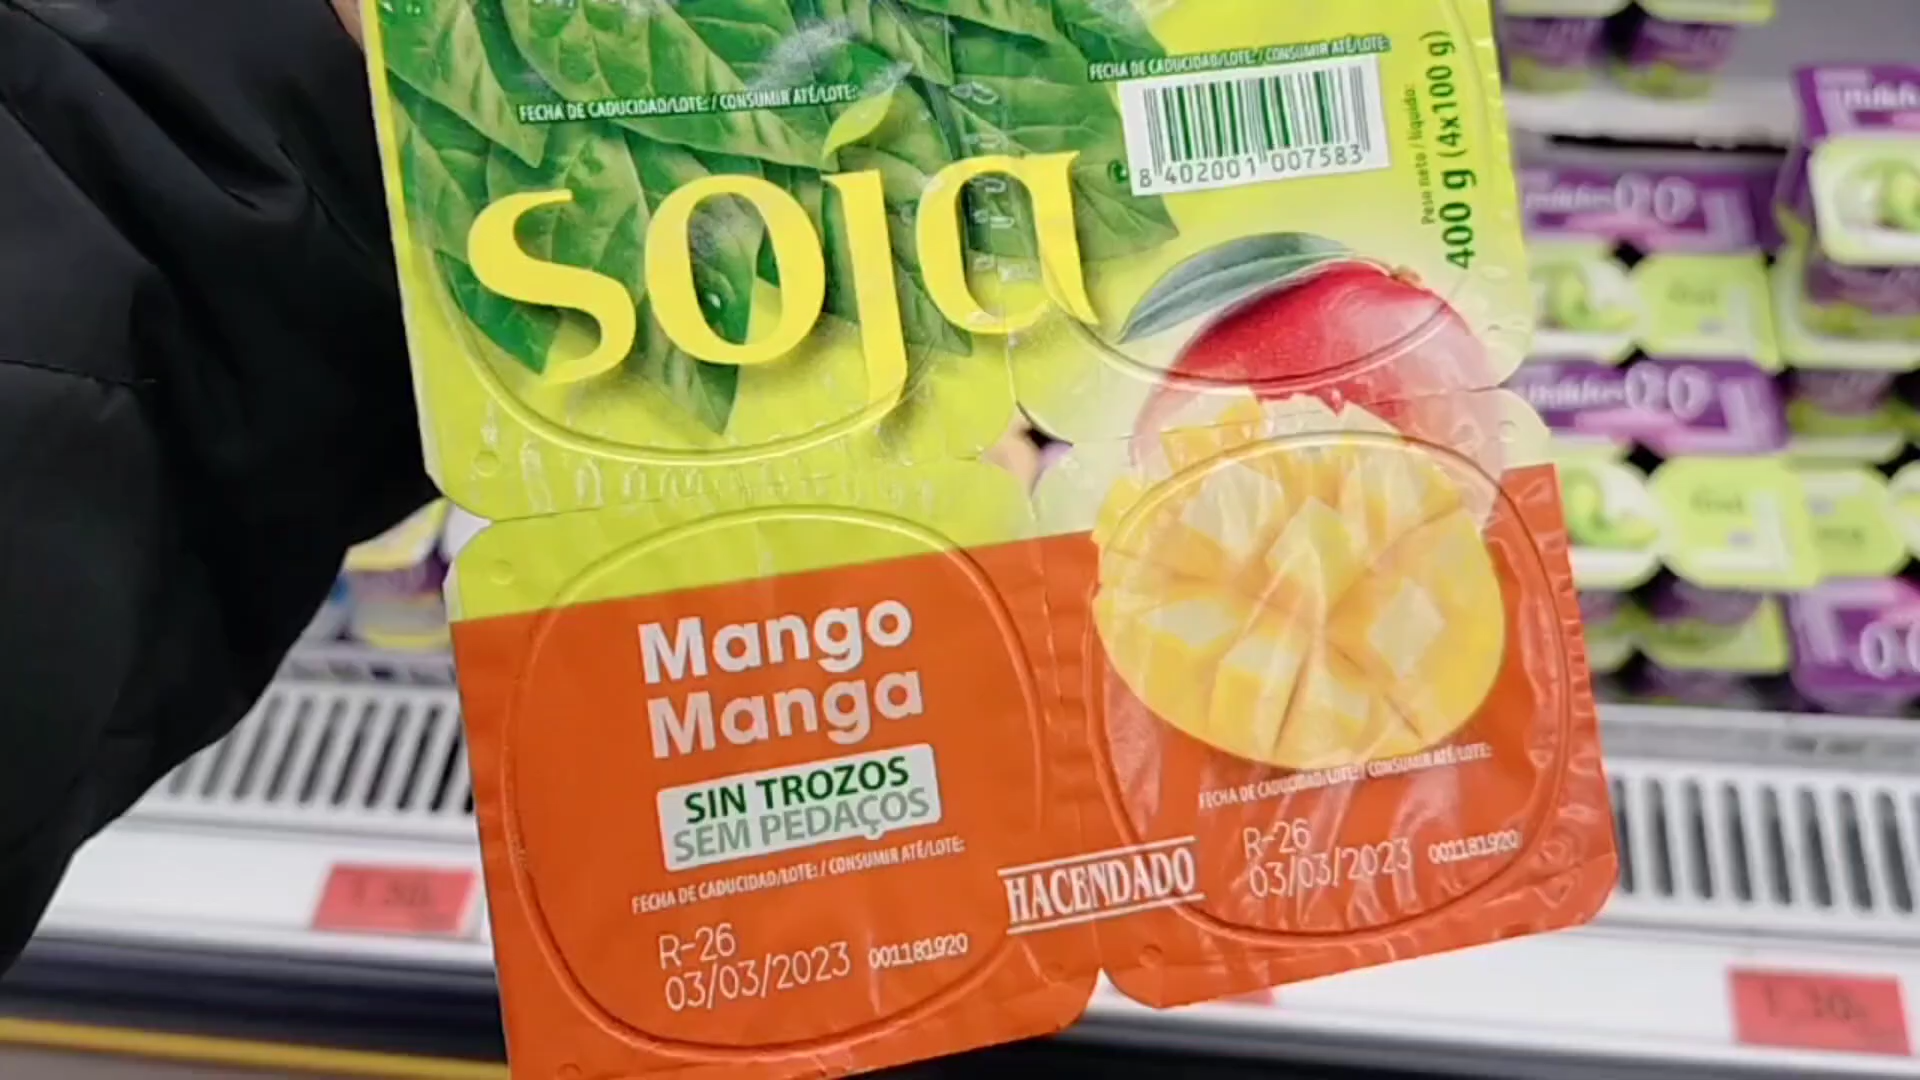 FECHA DE CADUCIDAD/LOTE: / CONSUMIR ATÉ/LOTE:
FECHA DE CADUCIDAD/LOTE: / CONSUMIR ATÉ/LOTE:
8 402001 007583
Peso neto / líquido:
400 g (4x100 g)
soja
Mango
Manga
SIN TROZOS
SEM PEDAÇOS
FECHA DE CADUCIDAD/LOTE: / CONSUMIR ATÉ/LOTE:
R-26
03/03/2023 001181920
HACENDADO
FECHA DE CADUCIDAD/LOTE: / CONSUMIR ATÉ/LOTE:
R-26
03/03/2023 001181920